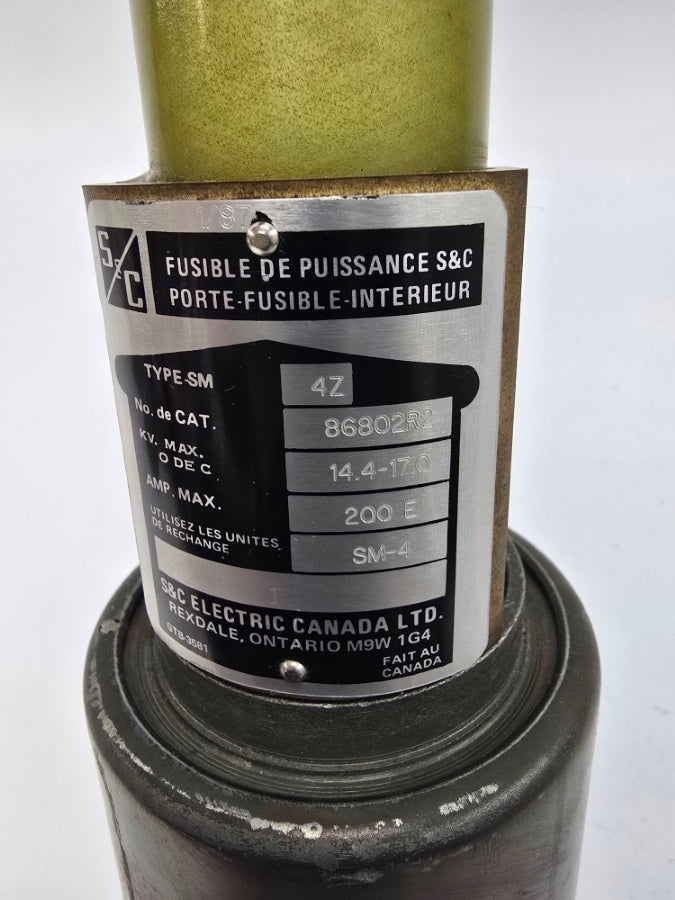 1/87
S&C
FUSIBLE DE PUISSANCE S&C
PORTE-FUSIBLE-INTERIEUR
TYPE-SM 4Z
No. de CAT. 86802R2
KV. MAX. 14.4-17.0
O DE C
AMP. MAX. 200 E
UTILISEZ LES UNITES SM-4
DE RECHANGE
S&C ELECTRIC CANADA LTD.
REXDALE, ONTARIO M9W 1G4
GTB-3581
FAIT AU
CANADA